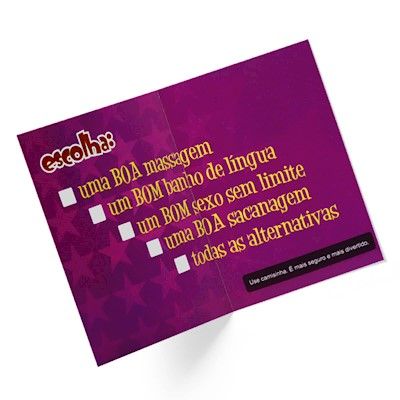 escolha:
uma BOA massagem
um BOM banho de língua
um BOM sexo sem limite
uma BOA sacanagem
todas as alternativas
Use camisinha. É mais seguro e mais divertido.